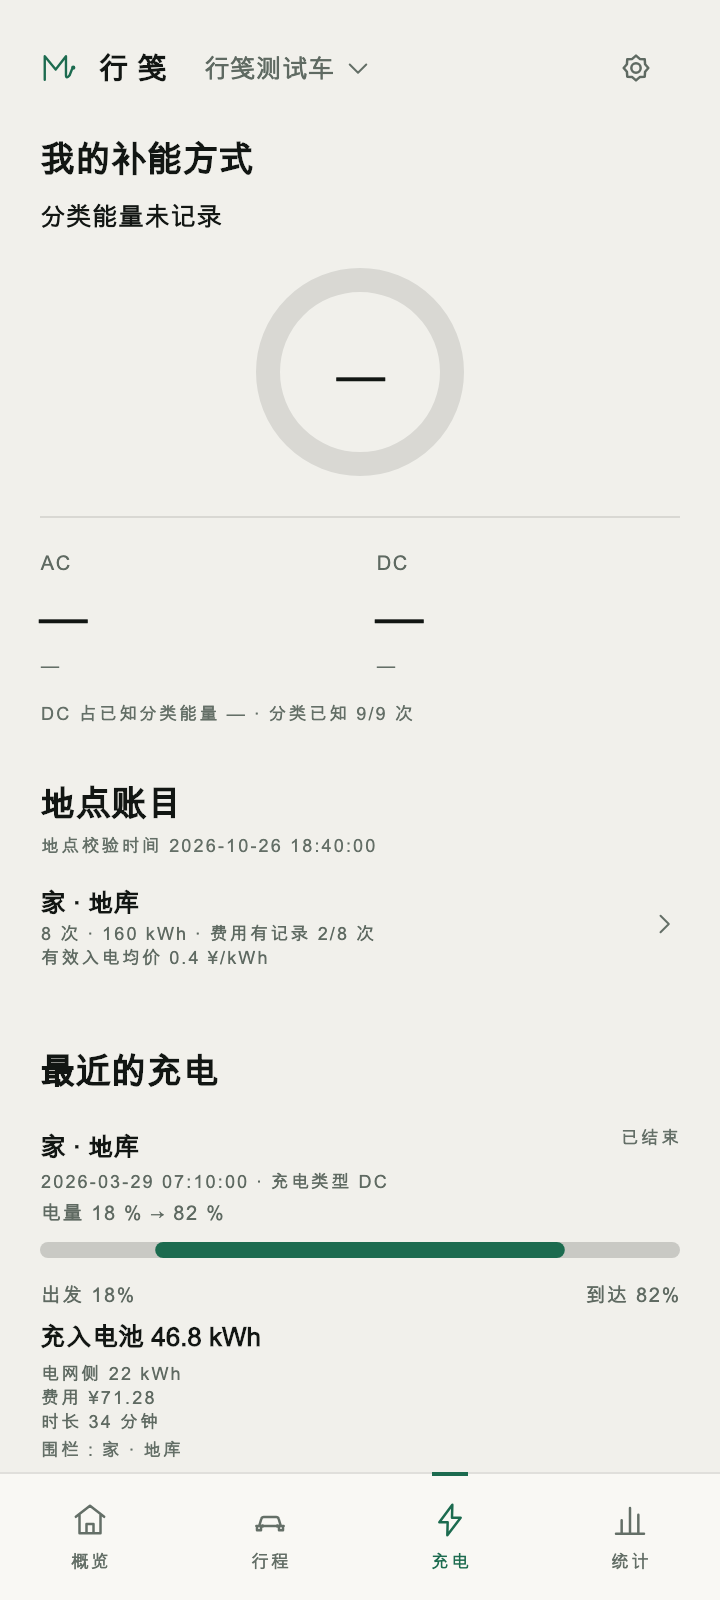 行笺 行笺测试车
我的补能方式
分类能量未记录
—
AC DC
— —
— —
DC 占已知分类能量 — · 分类已知 9/9 次
地点账目
地点校验时间 2026-10-26 18:40:00
家 · 地库
8 次 · 160 kWh · 费用有记录 2/8 次
有效入电均价 0.4 ¥/kWh
最近的充电
家 · 地库 已结束
2026-03-29 07:10:00 · 充电类型 DC
电量 18 % → 82 %
出发 18% 到达 82%
充入电池 46.8 kWh
电网侧 22 kWh
费用 ¥71.28
时长 34 分钟
围栏：家 · 地库
概览 行程 充电 统计